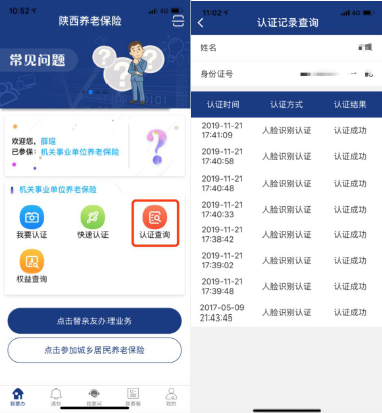 10:52
4G
陕西养老保险
常见问题
欢迎您，薛瑶
已参保：机关事业单位养老保险
机关事业单位养老保险
我要认证
快速认证
认证查询
权益查询
点击替亲友办理业务
点击参加城乡居民养老保险
我要办
通知
我要问
我要看
我的
11:02
4G
认证记录查询
姓名
身份证号
认证时间 认证方式 认证结果
2019-11-21
17:41:09 人脸识别认证 认证成功
2019-11-21
17:40:58 人脸识别认证 认证成功
2019-11-21
17:40:48 人脸识别认证 认证成功
2019-11-21
17:40:33 人脸识别认证 认证成功
2019-11-21
17:38:42 人脸识别认证 认证成功
2019-11-21
17:39:02 人脸识别认证 认证成功
2019-11-21
17:39:48 人脸识别认证 认证成功
2017-05-09
21:43:45 人脸识别认证 认证成功